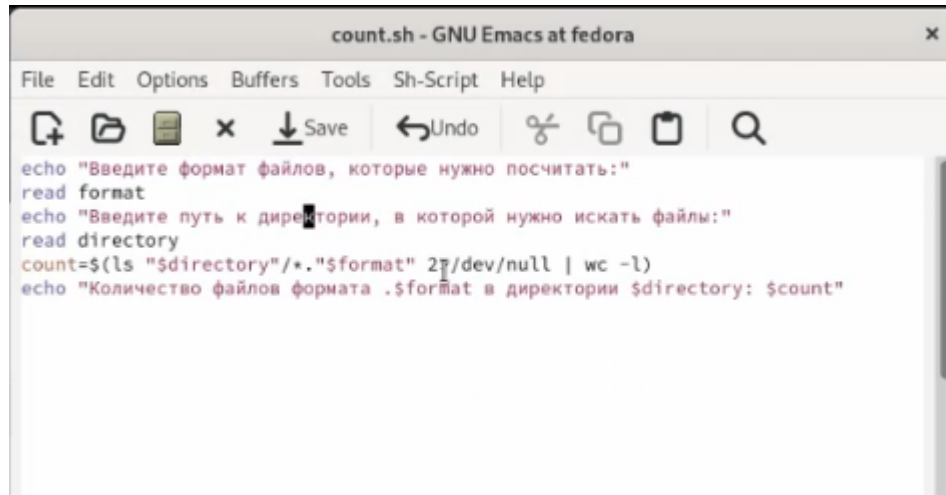 count.sh - GNU Emacs at fedora
File Edit Options Buffers Tools Sh-Script Help
Save Undo
echo "Введите формат файлов, которые нужно посчитать:"
read format
echo "Введите путь к директории, в которой нужно искать файлы:"
read directory
count=$(ls "$directory"/*."$format" 2>/dev/null | wc -l)
echo "Количество файлов формата .$format в директории $directory: $count"